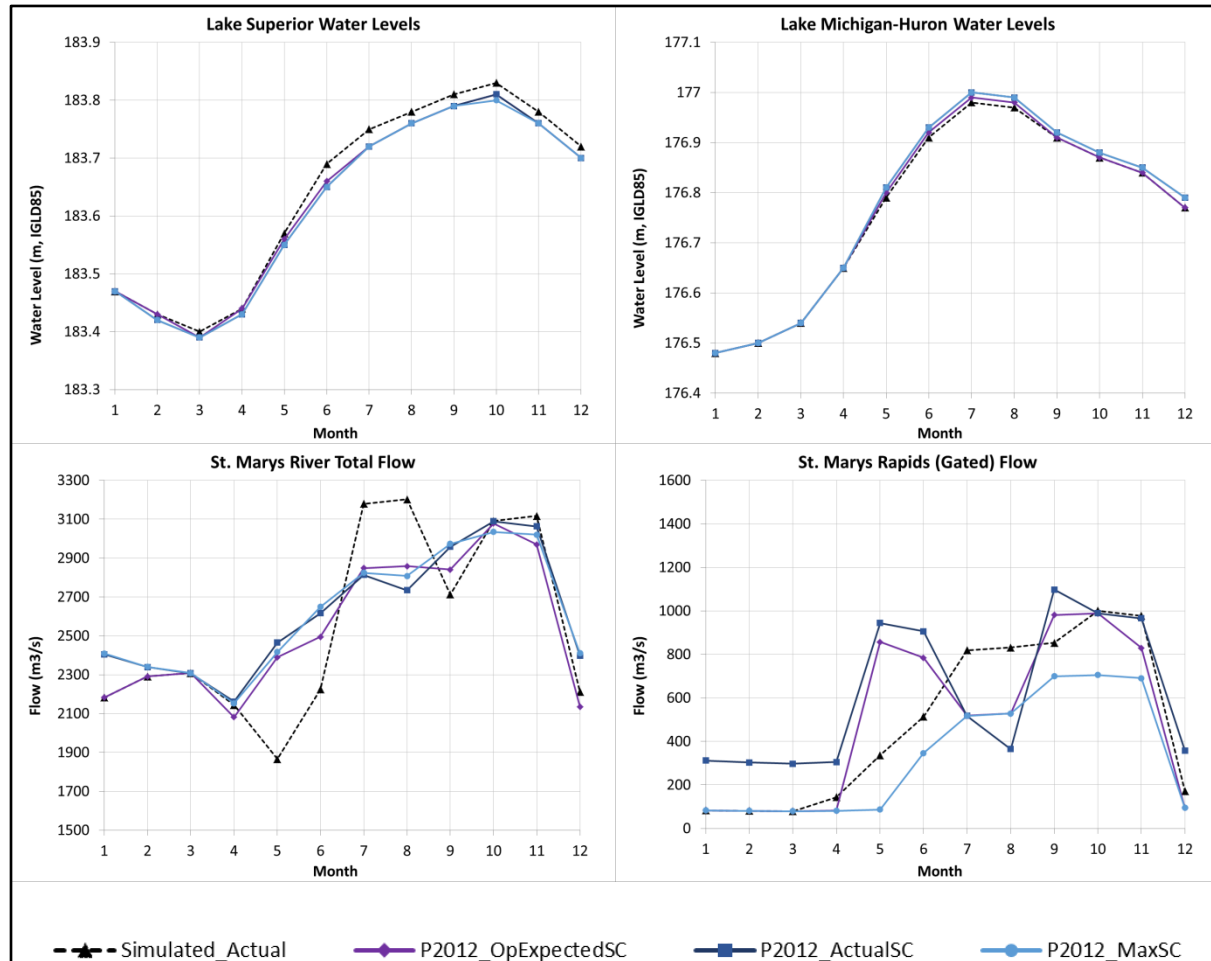 Lake Superior Water Levels
183.9
183.8
183.7
183.6
183.5
183.4
183.3
Water Level (m, IGLD85)
1 2 3 4 5 6 7 8 9 10 11 12
Month
Lake Michigan-Huron Water Levels
177.1
177
176.9
176.8
176.7
176.6
176.5
176.4
Water Level (m, IGLD85)
1 2 3 4 5 6 7 8 9 10 11 12
Month
St. Marys River Total Flow
3300
3100
2900
2700
2500
2300
2100
1900
1700
1500
Flow (m3/s)
1 2 3 4 5 6 7 8 9 10 11 12
Month
St. Marys Rapids (Gated) Flow
1600
1400
1200
1000
800
600
400
200
0
Flow (m3/s)
1 2 3 4 5 6 7 8 9 10 11 12
Month
Simulated_Actual P2012_OpExpectedSC P2012_ActualSC P2012_MaxSC